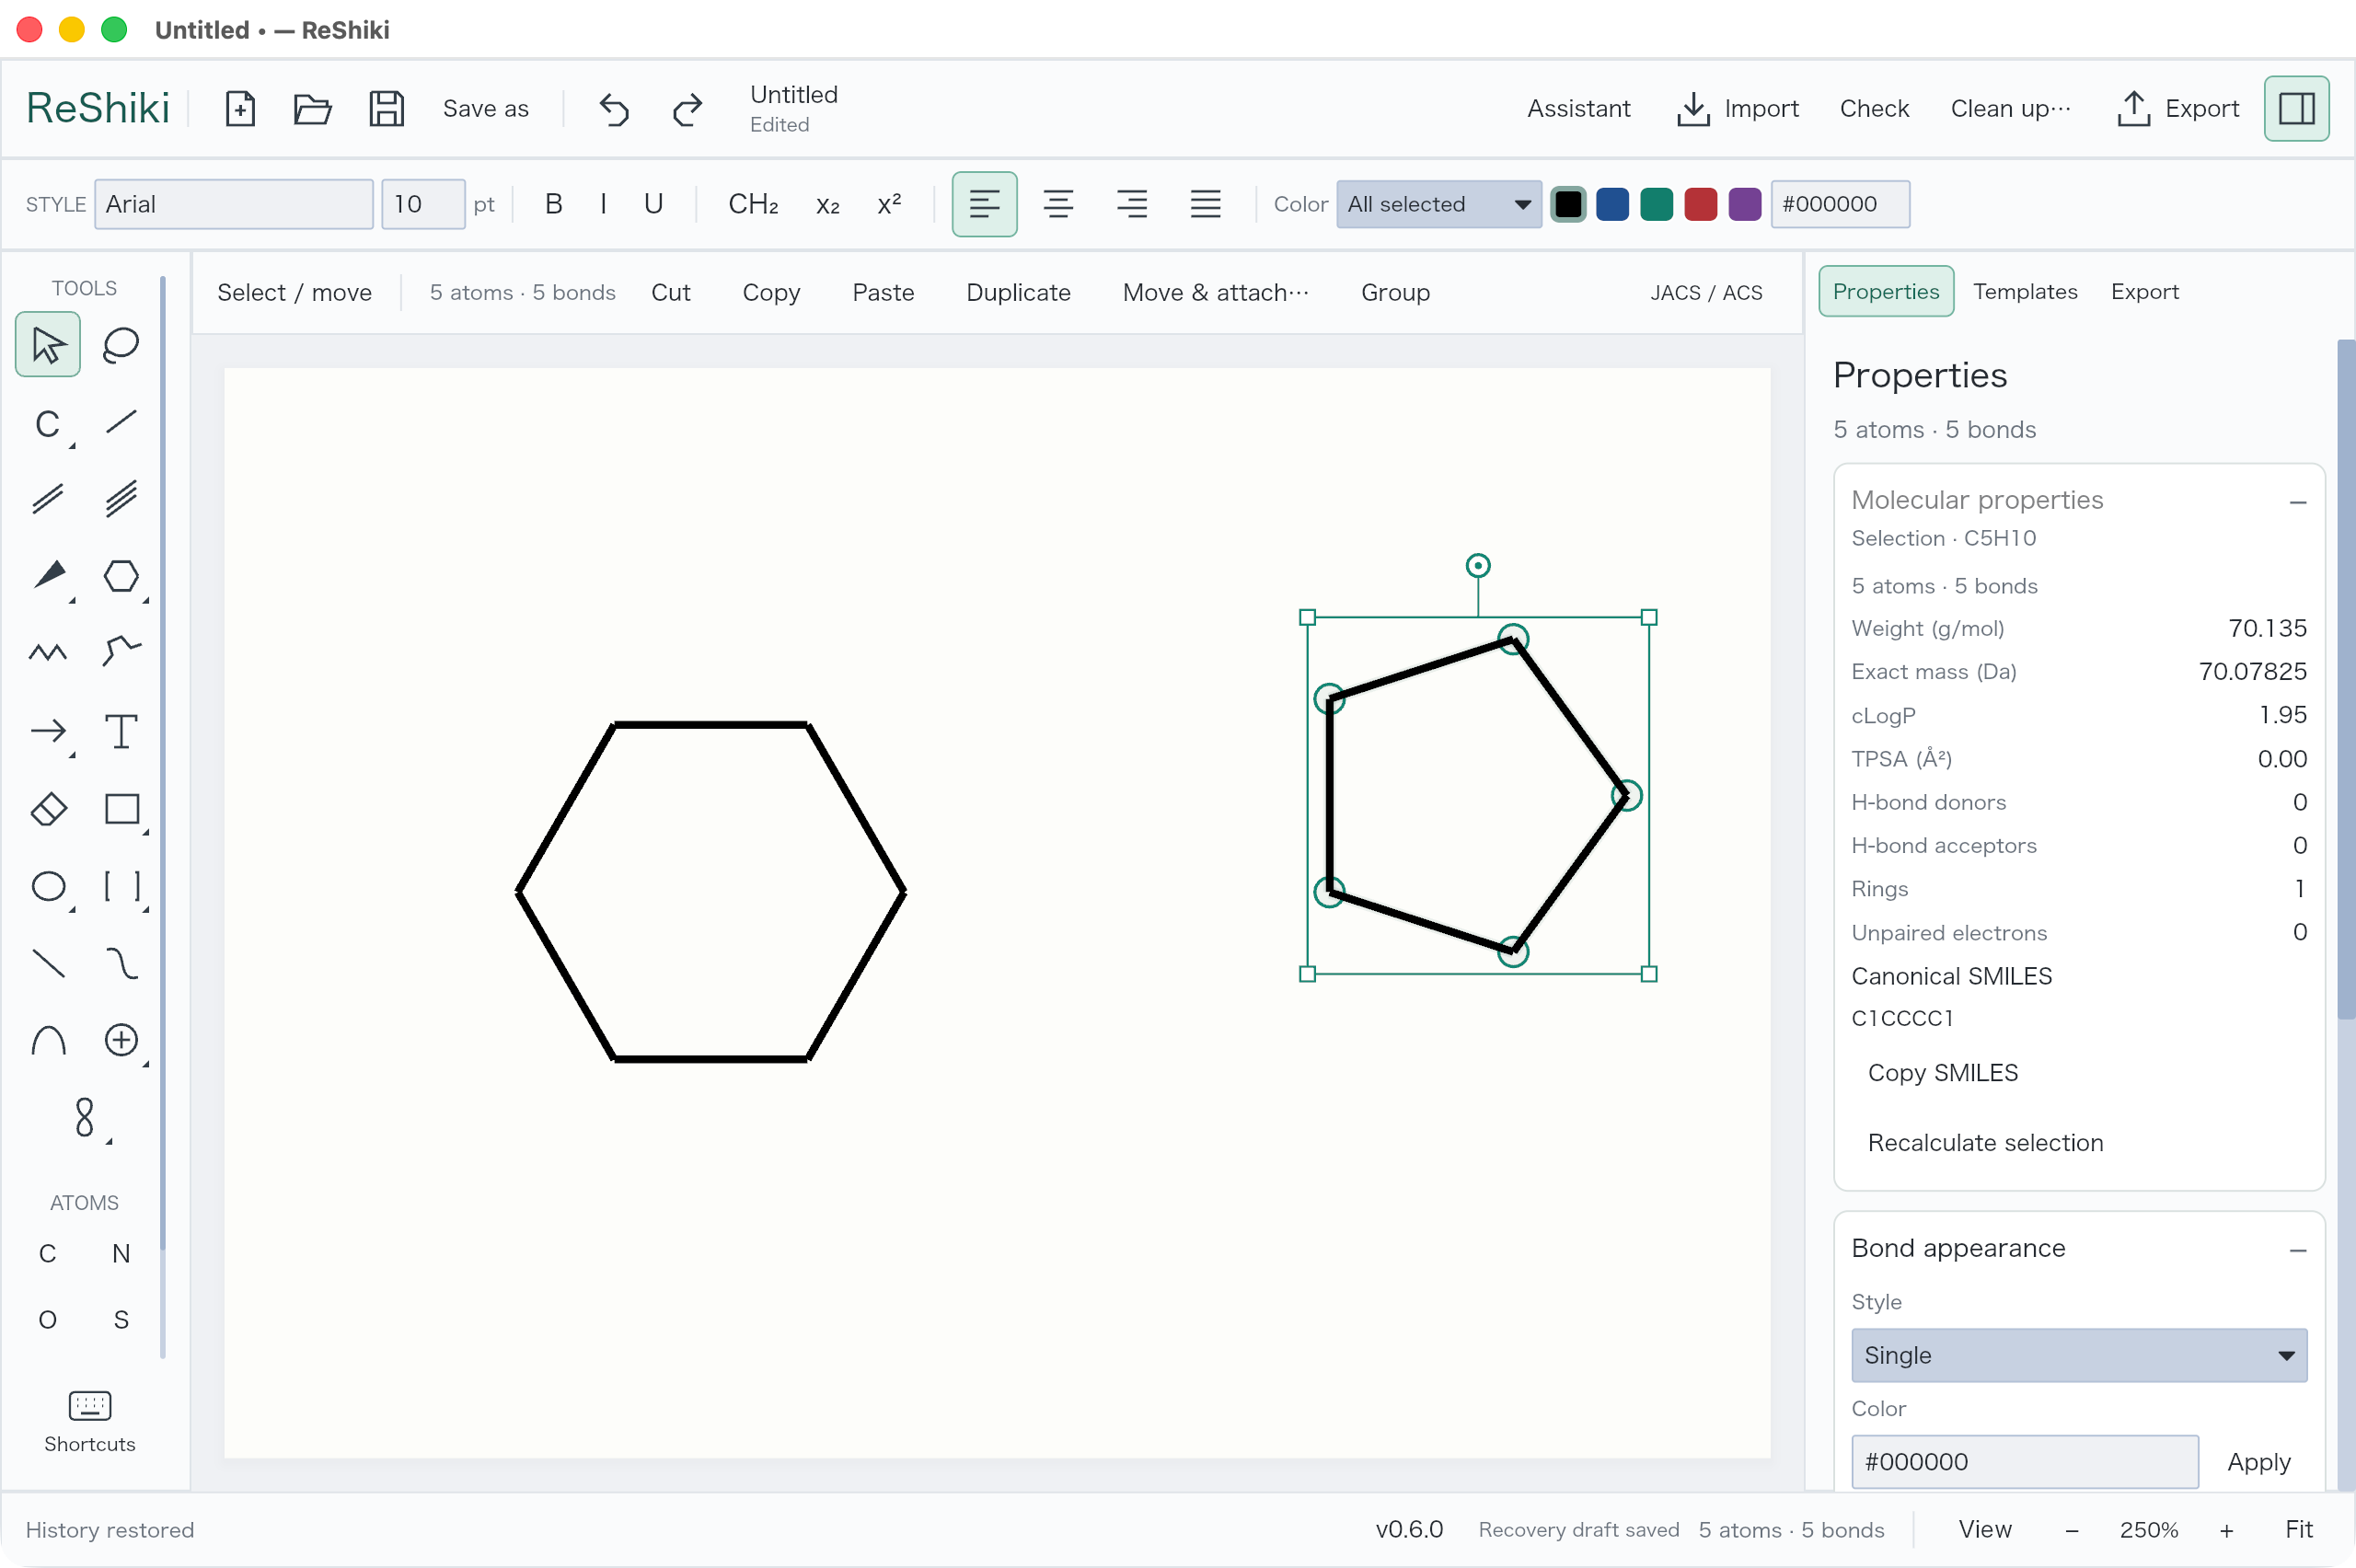 Untitled • — ReShiki
ReShiki Save as Untitled Assistant Import Check Clean up··· Export
Edited
STYLE Arial 10 pt B I U CH₂ x₂ x² Color All selected #000000
TOOLS
Select / move 5 atoms · 5 bonds Cut Copy Paste Duplicate Move & attach··· Group JACS / ACS
Properties Templates Export
C
T
Properties
5 atoms · 5 bonds
Molecular properties
Selection · C5H10
5 atoms · 5 bonds
Weight (g/mol) 70.135
Exact mass (Da) 70.07825
cLogP 1.95
TPSA (Å²) 0.00
H-bond donors 0
H-bond acceptors 0
Rings 1
Unpaired electrons 0
Canonical SMILES
C1CCCC1
Copy SMILES
Recalculate selection
ATOMS
C N
O S
Shortcuts
Bond appearance
Style
Single
Color
#000000 Apply
History restored v0.6.0 Recovery draft saved 5 atoms · 5 bonds View − 250% + Fit